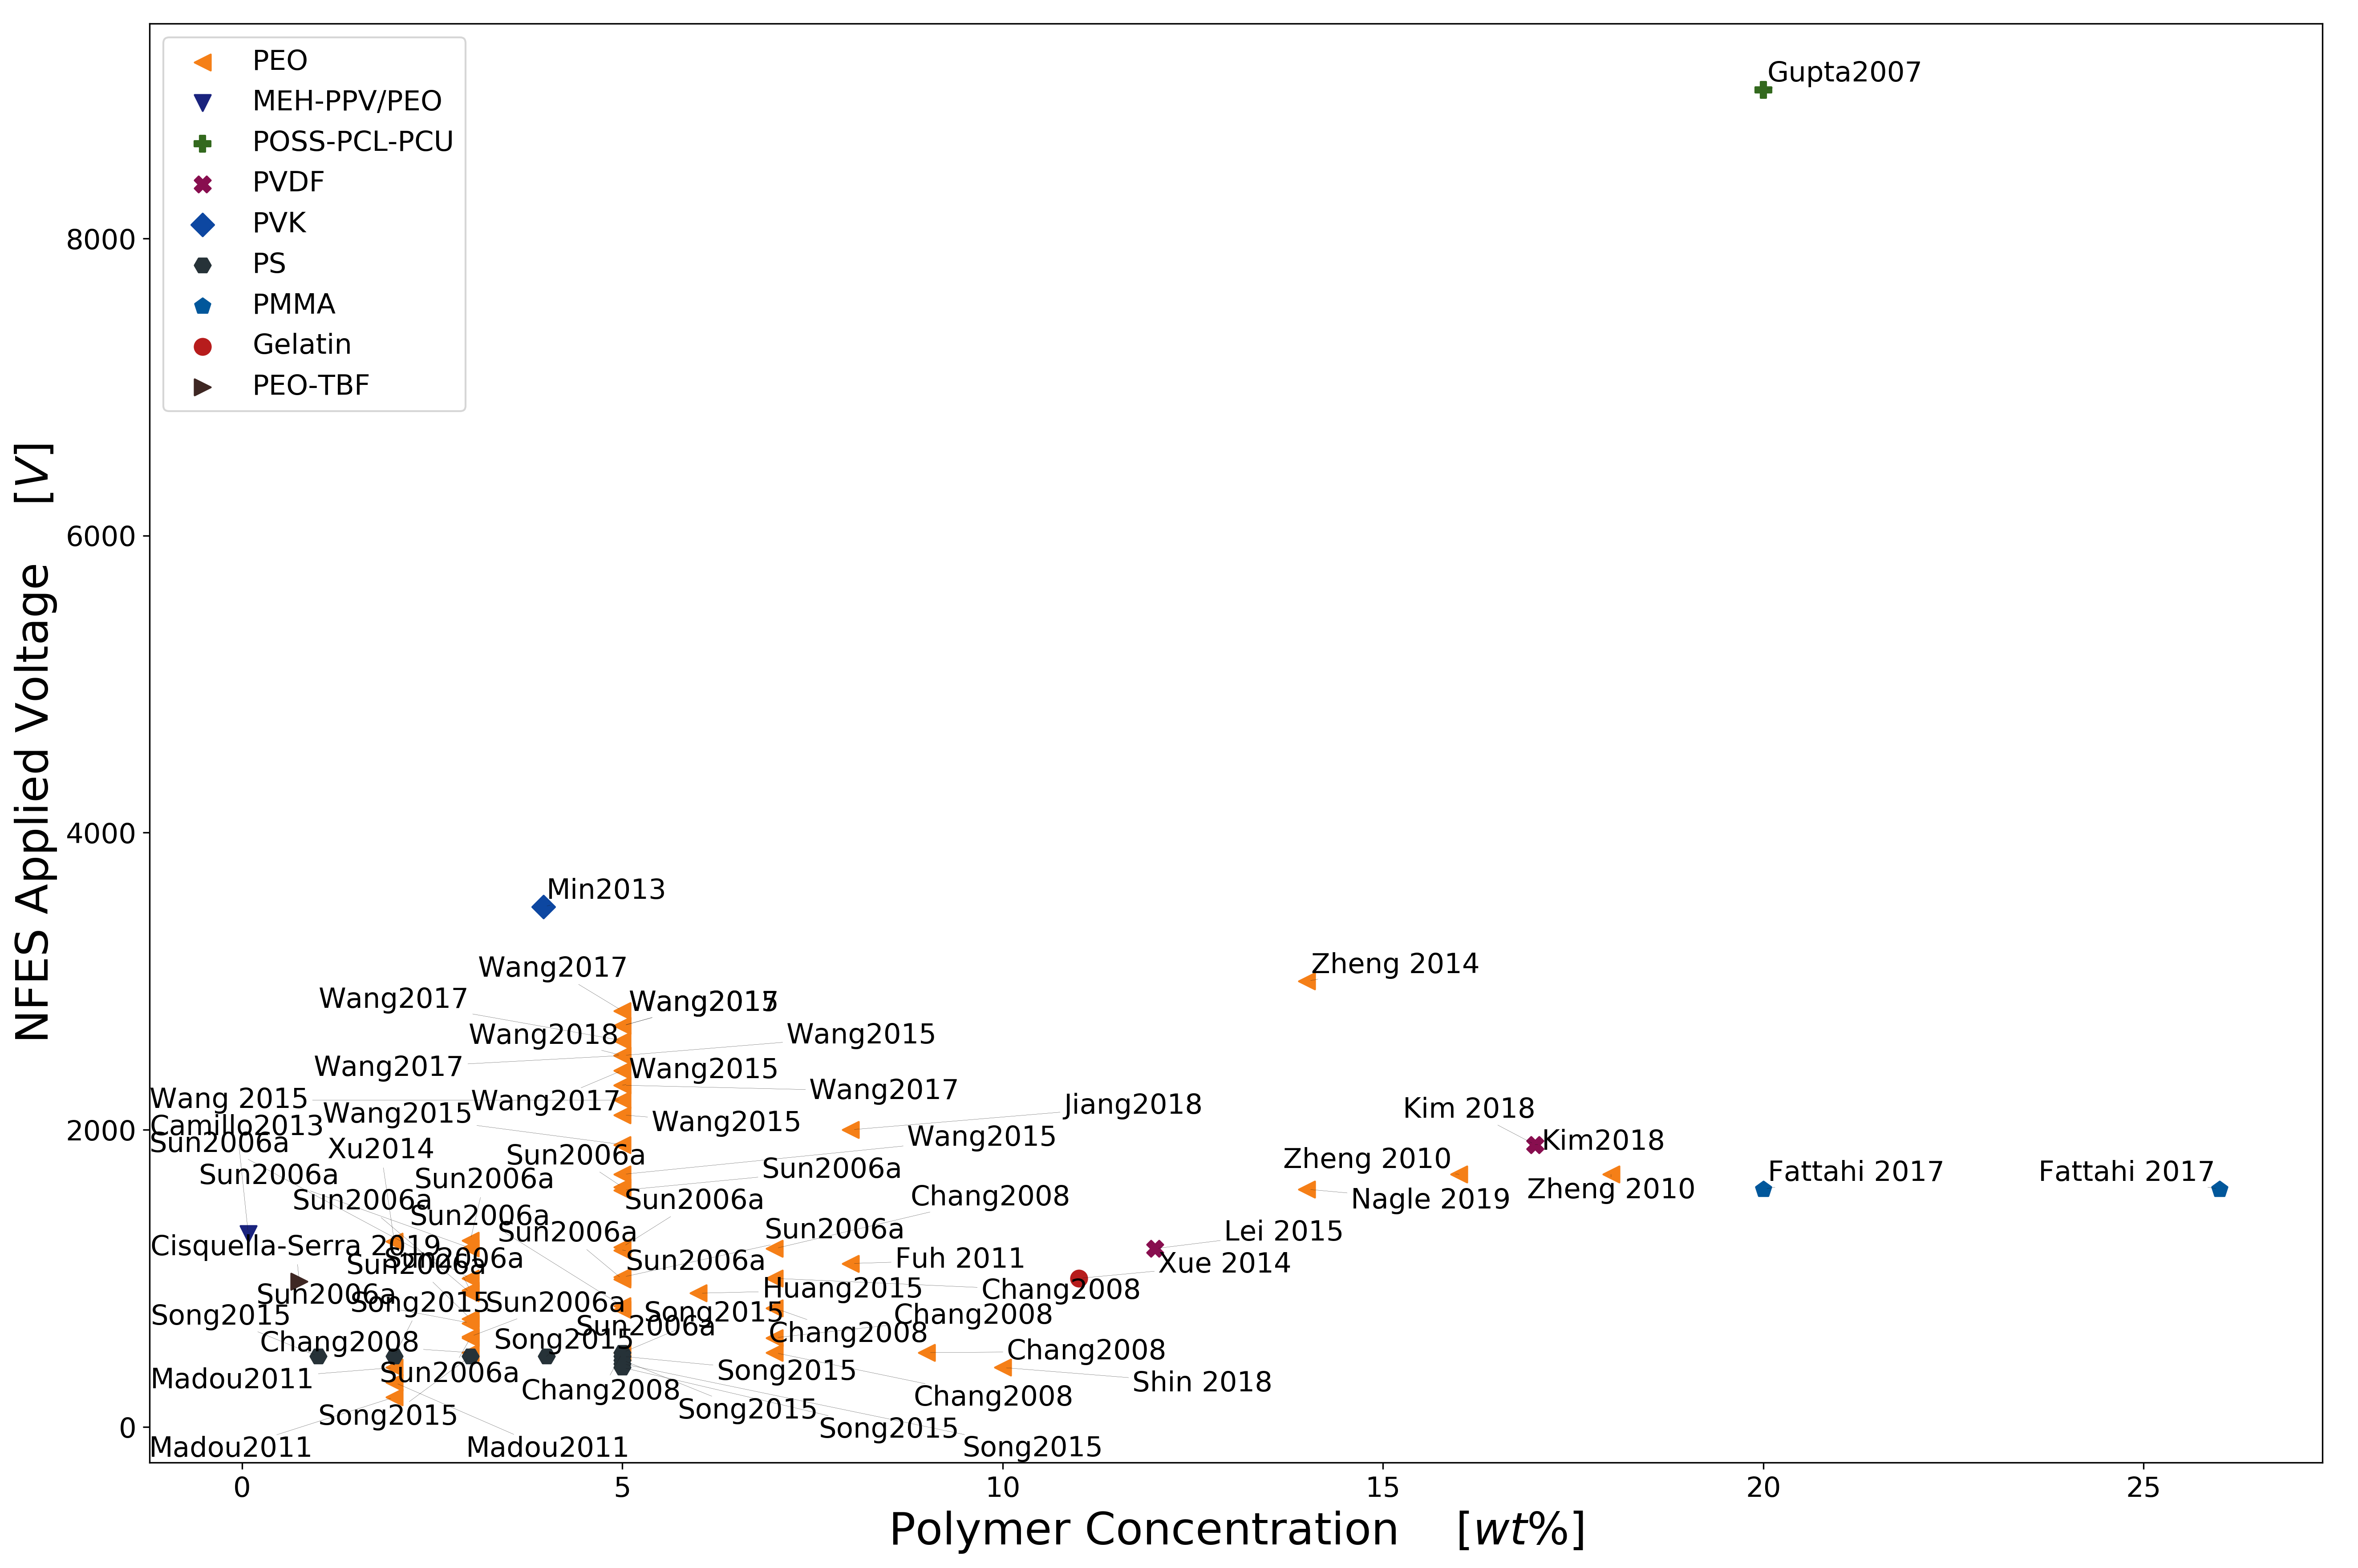 PEO
MEH-PPV/PEO
POSS-PCL-PCU
PVDF
PVK
PS
PMMA
Gelatin
PEO-TBF
NFES Applied Voltage [V]
8000
6000
4000
2000
0
Gupta2007
Min2013
Zheng 2014
Wang2017
Wang2017
Wang2015
Wang2018
Wang2015
Wang2017
Wang2015
Wang2017
Wang 2015
Wang2017
Jiang2018
Wang2015
Kim 2018
Camillo2013
Wang2015
Wang2015
Sun2006a
Xu2014
Kim2018
Sun2006a
Zheng 2010
Sun2006a
Sun2006a
Sun2006a
Fattahi 2017
Fattahi 2017
Sun2006a
Sun2006a
Chang2008
Nagle 2019
Zheng 2010
Sun2006a
Sun2006a
Sun2006a
Lei 2015
Cisquella-Serra 2019
Sun2006a
Sun2006a
Sun2006a
Fuh 2011
Xue 2014
Sun2006a
Huang2015
Chang2008
Song2015
Song2015
Sun2006a
Song2015
Chang2008
Chang2008
Song2015
Sun2006a
Chang2008
Chang2008
Madou2011
Sun2006a
Song2015
Shin 2018
Chang2008
Chang2008
Song2015
Song2015
Song2015
Madou2011
Madou2011
Song2015
0
5
10
15
20
25
Polymer Concentration [wt%]